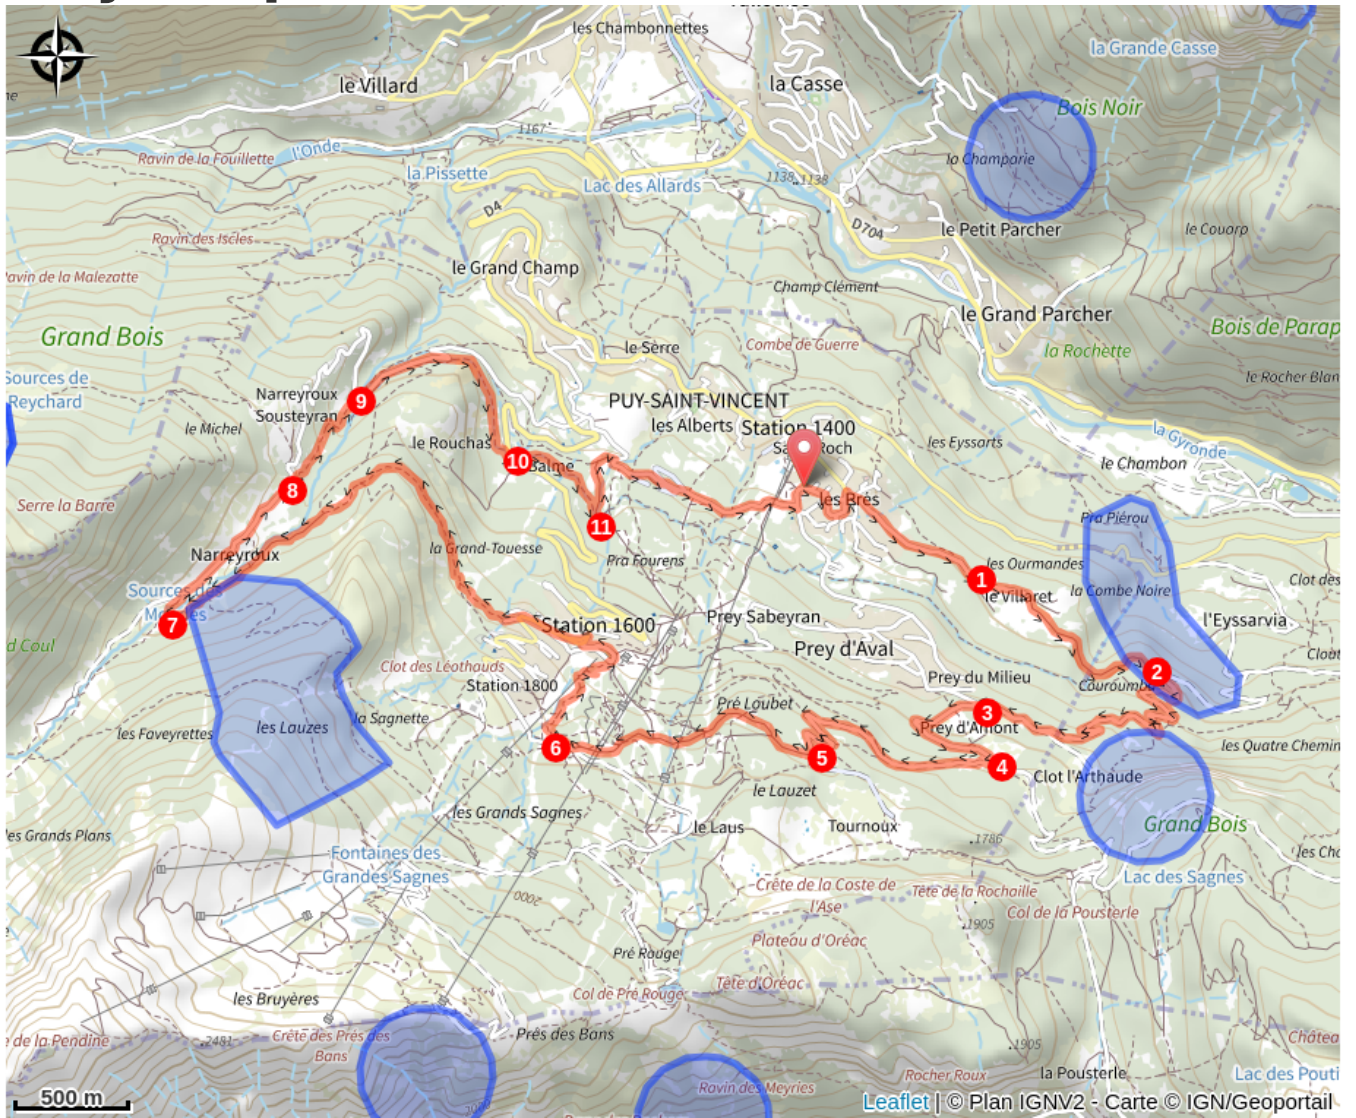 les Chambonnettes
la Grande Casse
le Villard
la Casse
Bois Noir
1167
l'Onde
Ravin de la Fouillette
la Champarie
la Pissette
Lac des Allards
1138
1138
D4
D704
le Petit Parcher
le Couorp
Ravin des Iscles
le Grand Champ
Champ Clément
le Grand Parcher
Bois de Parap
Grand Bois
le Serre
Combe de Guerre
la Rochette
Sources de
Reychard
le Rocher Blan
Narreyroux
Sousteyran
9
PUY-SAINT-VINCENT
les Alberts
Station 1400
le Michel
le Rouchas
les Eyssarts
la Gyronde
10
le Chambon
8
les Brès
Serre la Barre
Pra Piérou
11
Narreyroux
la Grand-Touesse
Pra Faurens
les Ourmandes
1
le Villaret
la Combe Noire
Clot des
Sources des
7
Station 1600
Prey Sabeyran
l'Eyssarvia
d Coul
Prey d'Aval
Clot des Léothauds
Station 1800
Prey du Milieu
2
Couroumba
Pré Loubet
3
Prey d'Amont
la Sagnette
les Lauzes
les Faveyrettes
6
5
4
Clot l'Arthaude
les Quatre Chemin
le Lauzet
les Grands Sagnes
le Laus
Tournoux
Grand Bois
les Grands Plans
1786
Fontaines des
Grandes Sagnes
Lac des Sagnes
Crête de la Coste de
l'Ase
Tête de la Rochaille
2000
Col de la Pousterle
1905
Plateau d'Oréac
Pré Rouge
Tête d'Oréac
Col de Pré Rouge
les Bruyères
Crête des Prés des
Bans
Prés des Bans
e de la Pendine
2481
1905
Rocher Roux
la Pousterle
Lac des Pouti
Ravin des Meyries
500 m
Leaflet | © Plan IGNV2 - Carte © IGN/Geoportail